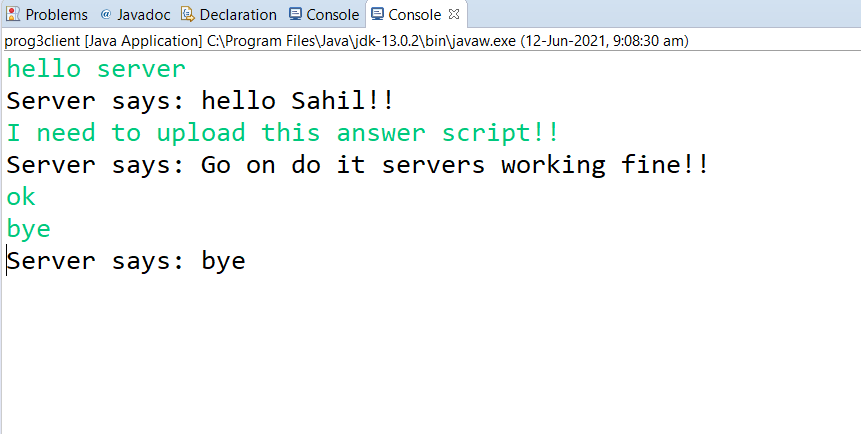 Problems @ Javadoc Declaration Console Console
prog3client [Java Application] C:\Program Files\Java\jdk-13.0.2\bin\javaw.exe (12-Jun-2021, 9:08:30 am)
hello server
Server says: hello Sahil!!
I need to upload this answer script!!
Server says: Go on do it servers working fine!!
ok
bye
Server says: bye